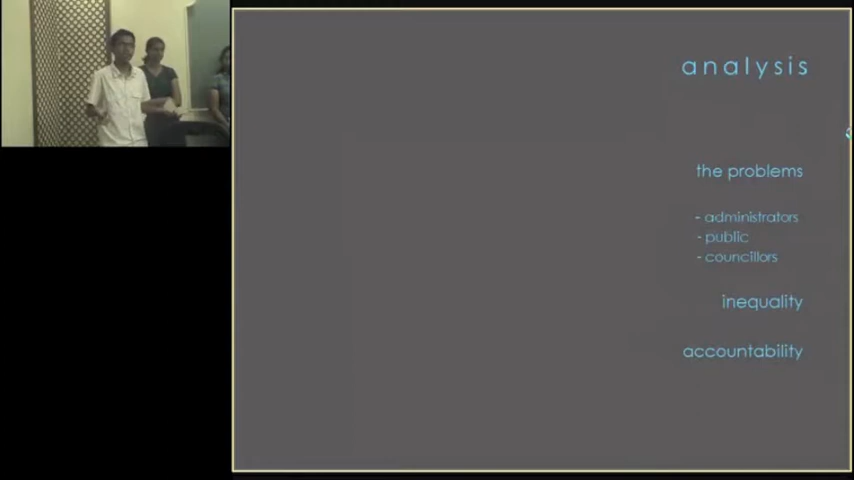 analysis
the problems
- administrators
- public
- councillors
inequality
accountability